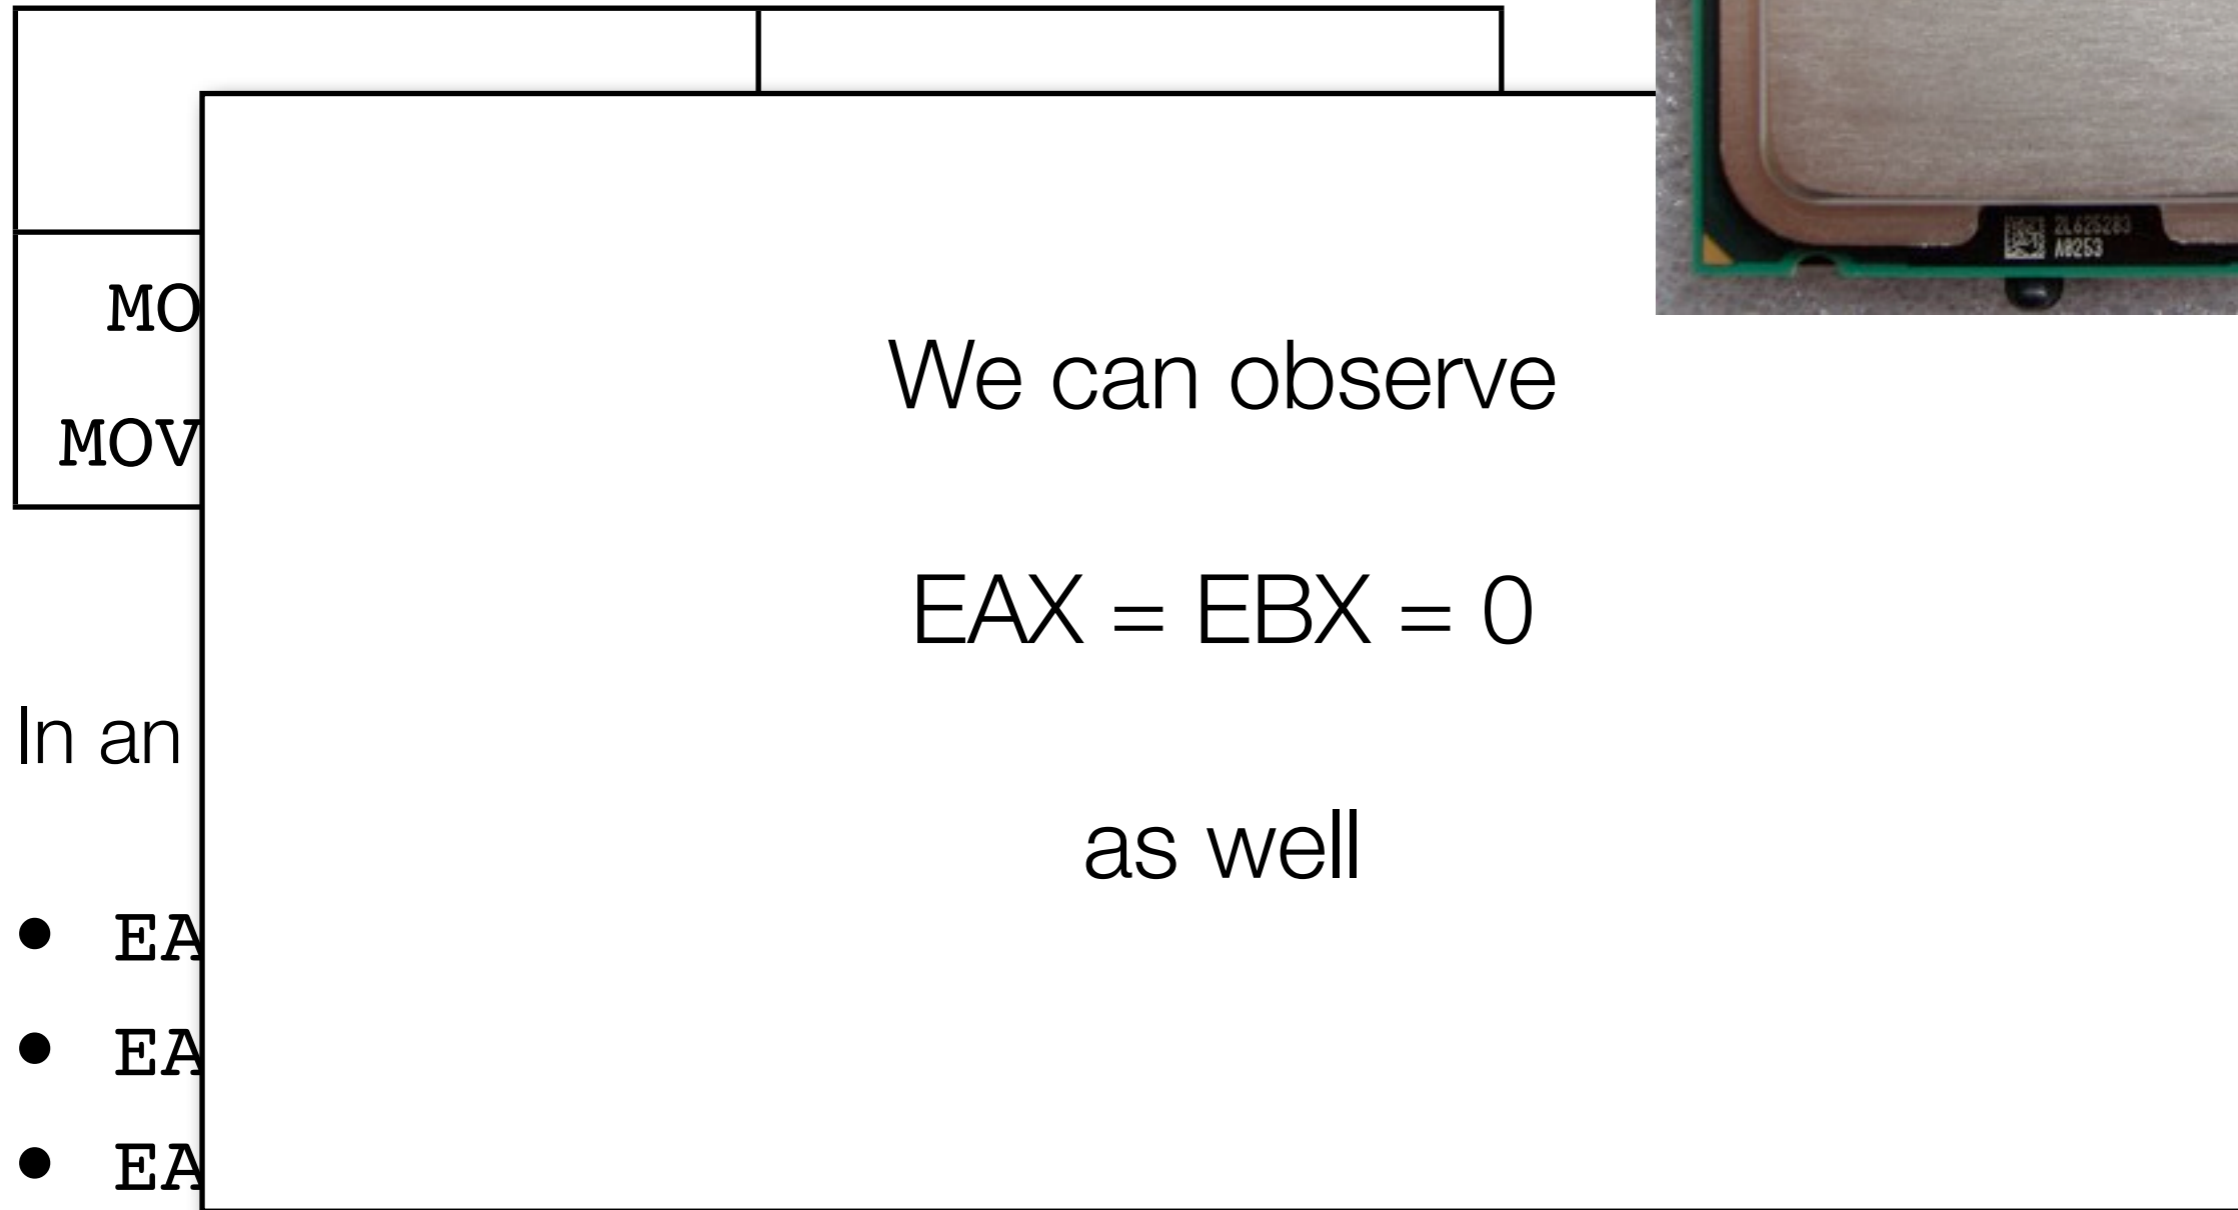 MO
MOV
We can observe
EAX = EBX = 0
as well
In an
• EA
• EA
• EA
2L625283
A0253